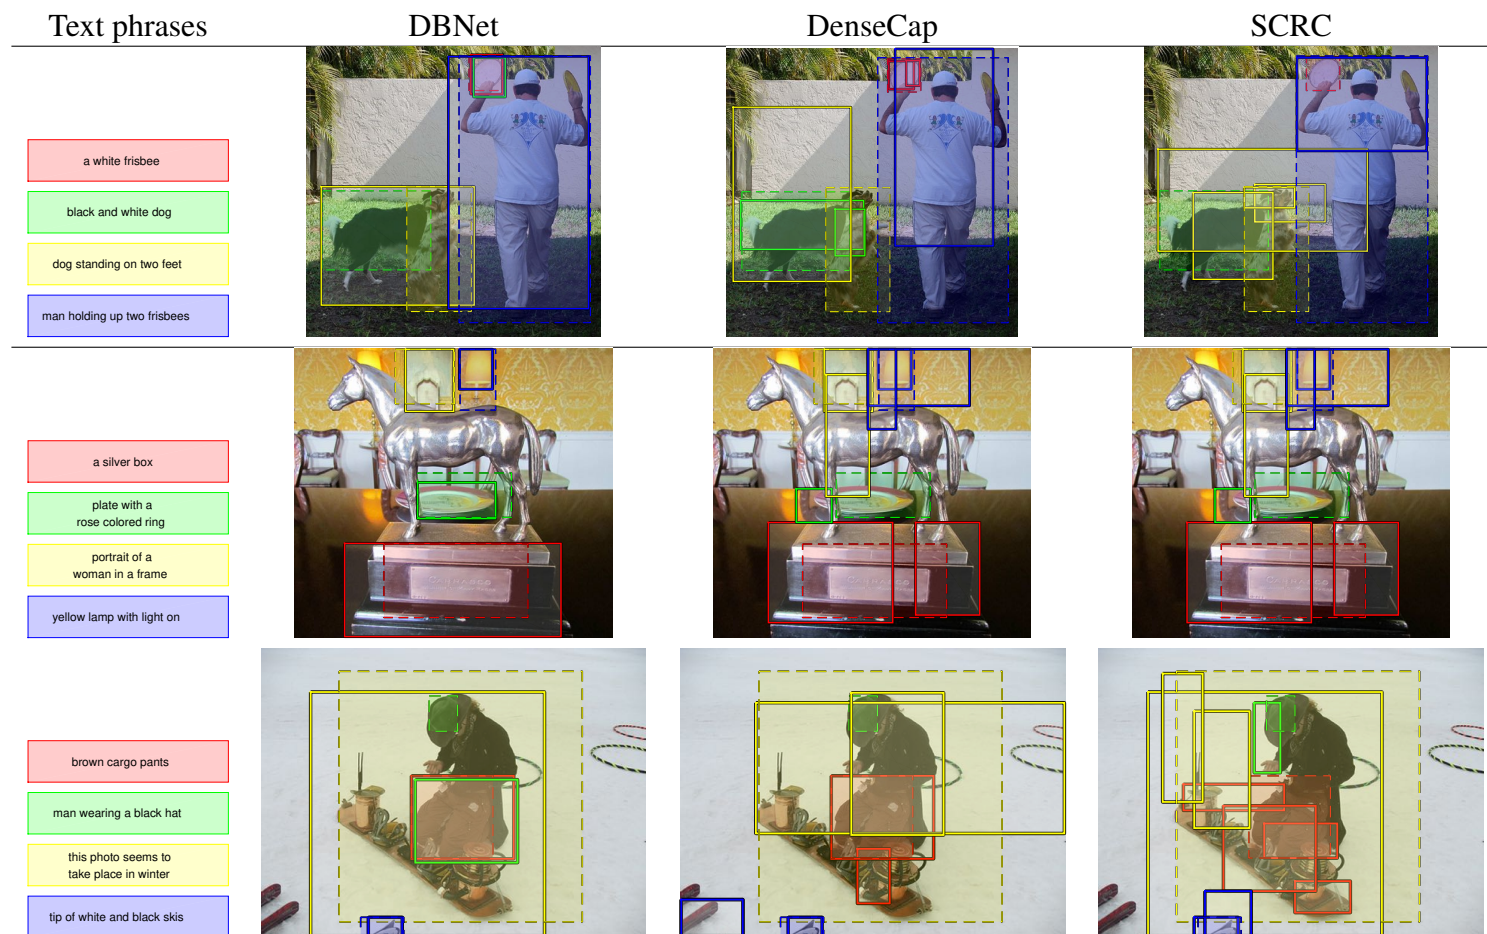 Text phrases DBNet DenseCap SCRC
a white frisbee
black and white dog
dog standing on two feet
man holding up two frisbees
a silver box
plate with a
rose colored ring
portrait of a
woman in a frame
yellow lamp with light on
brown cargo pants
man wearing a black hat
this photo seems to
take place in winter
tip of white and black skis